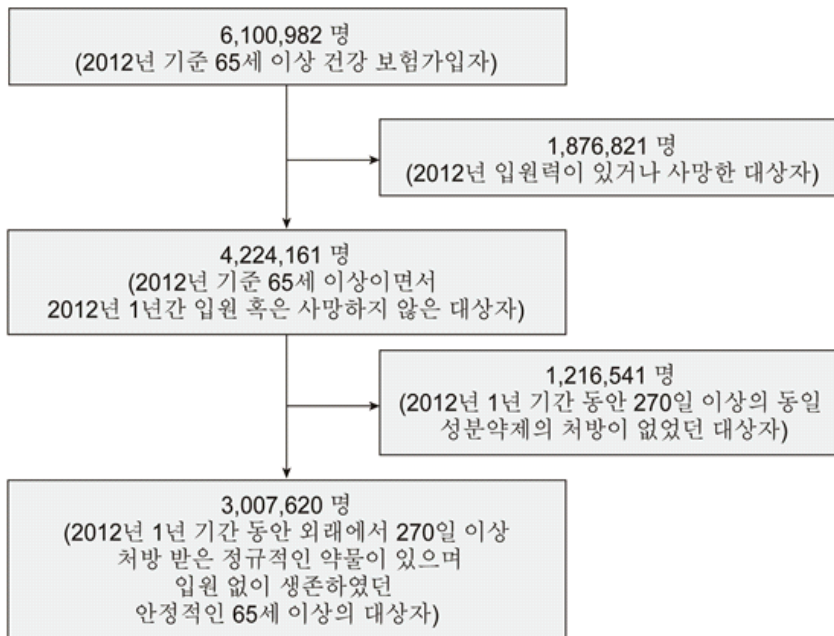 6,100,982 명
(2012년 기준 65세 이상 건강 보험가입자)
1,876,821 명
(2012년 입원력이 있거나 사망한 대상자)
4,224,161 명
(2012년 기준 65세 이상이면서
2012년 1년간 입원 혹은 사망하지 않은 대상자)
1,216,541 명
(2012년 1년 기간 동안 270일 이상의 동일
성분약제의 처방이 없었던 대상자)
3,007,620 명
(2012년 1년 기간 동안 외래에서 270일 이상
처방 받은 정규적인 약물이 있으며
입원 없이 생존하였던
안정적인 65세 이상의 대상자)